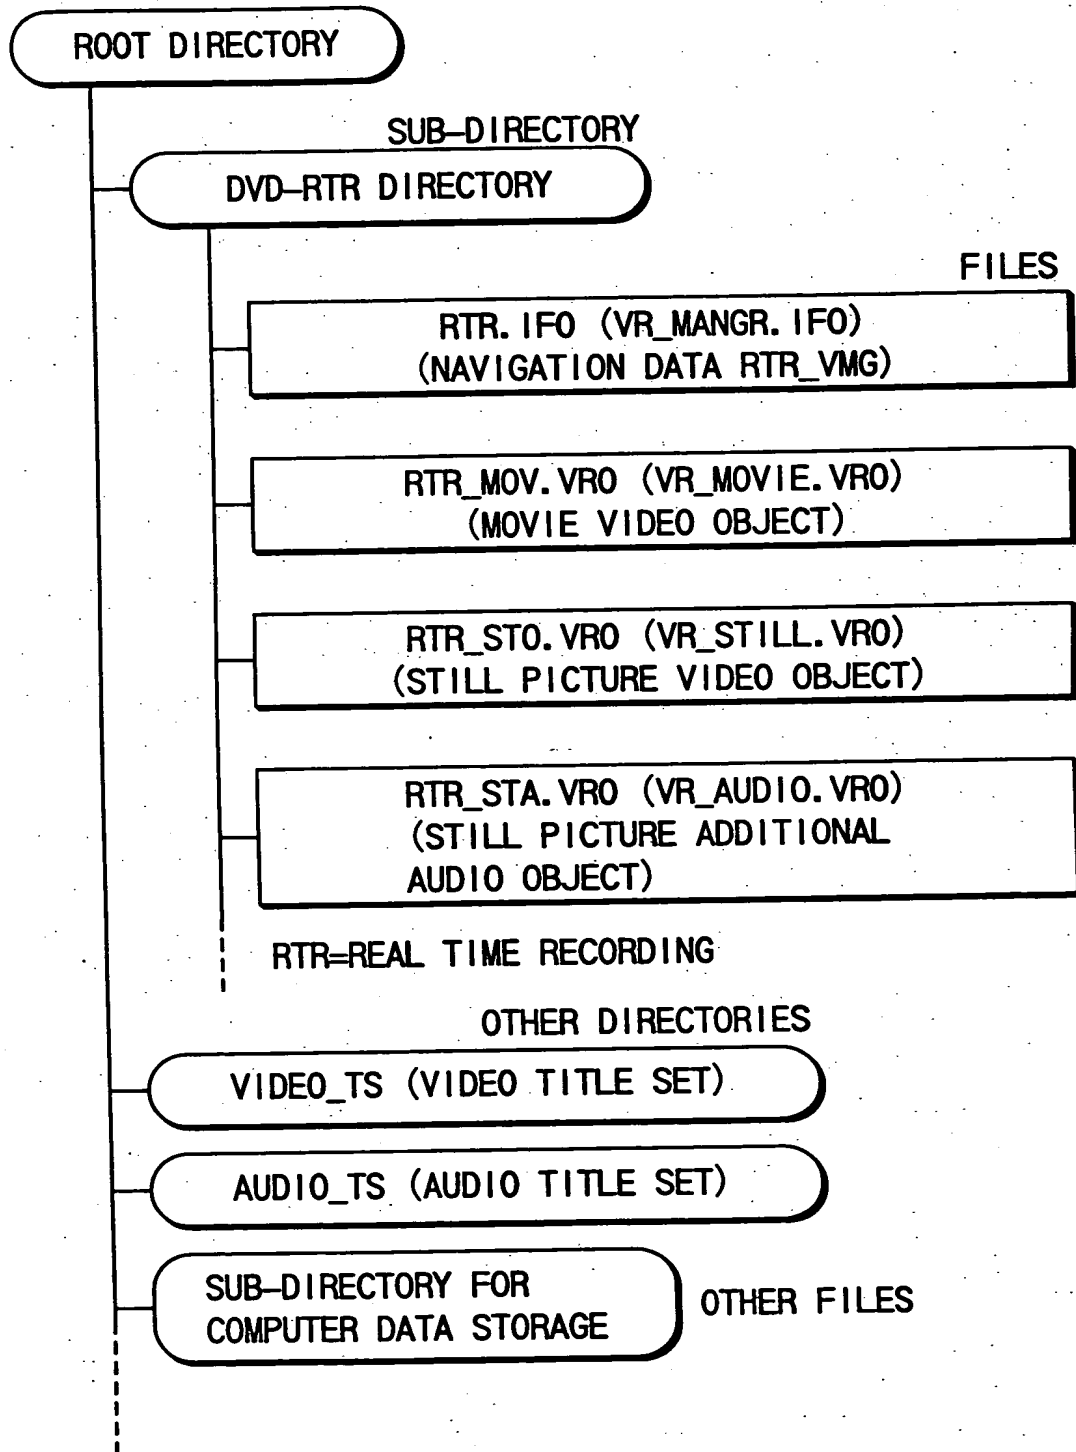 ROOT DIRECTORY
SUB-DIRECTORY
DVD-RTR DIRECTORY
FILES
RTR.IFO (VR_MANGR.IFO)
(NAVIGATION DATA RTR_VMG)
RTR_MOV.VRO (VR_MOVIE.VRO)
(MOVIE VIDEO OBJECT)
RTR_STO.VRO (VR_STILL.VRO)
(STILL PICTURE VIDEO OBJECT)
RTR_STA.VRO (VR_AUDIO.VRO)
(STILL PICTURE ADDITIONAL
AUDIO OBJECT)
RTR=REAL TIME RECORDING
OTHER DIRECTORIES
VIDEO_TS (VIDEO TITLE SET)
AUDIO_TS (AUDIO TITLE SET)
SUB-DIRECTORY FOR
COMPUTER DATA STORAGE
OTHER FILES